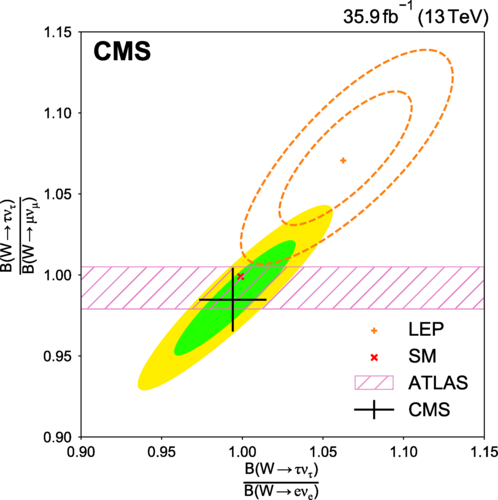 35.9 fb⁻¹ (13 TeV)
CMS
1.15
1.10
1.05
1.00
0.95
0.90
B(W→τν_τ)
B(W→μν_μ)
LEP
SM
ATLAS
CMS
0.90 0.95 1.00 1.05 1.10 1.15
B(W→τν_τ)
B(W→eν_e)